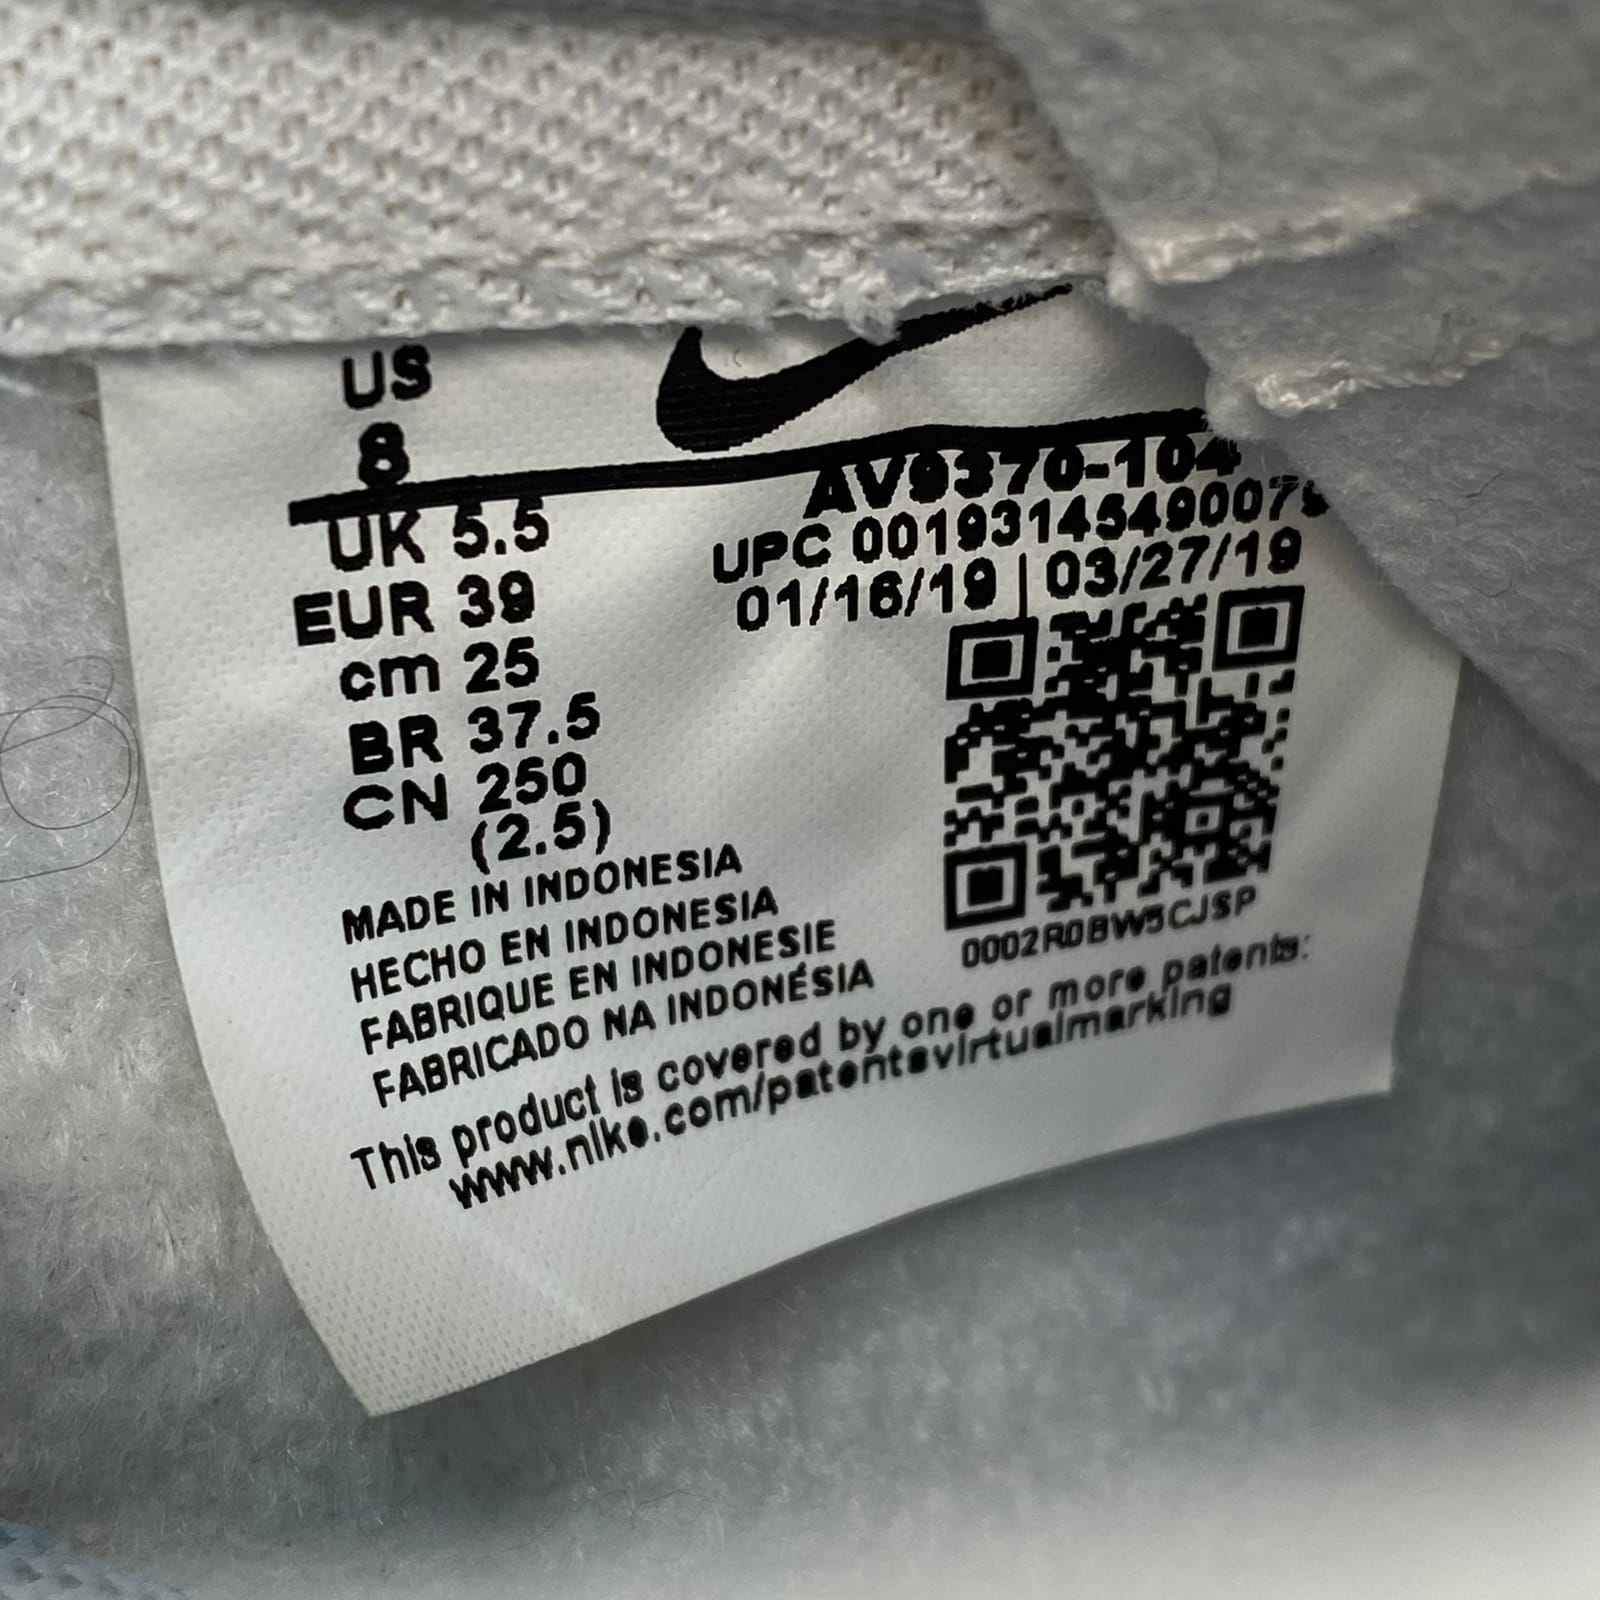 US
8
UK 5.5
EUR 39
cm 25
BR 37.5
CN 250
(2.5)
AV9370-104
UPC 00193145490079
01/16/19 | 03/27/19
0002R0BW5CJSP
MADE IN INDONESIA
HECHO EN INDONESIA
FABRIQUE EN INDONESIE
FABRICADO NA INDONÉSIA
This product is covered by one or more patents:
www.nike.com/patentsvirtualmarking